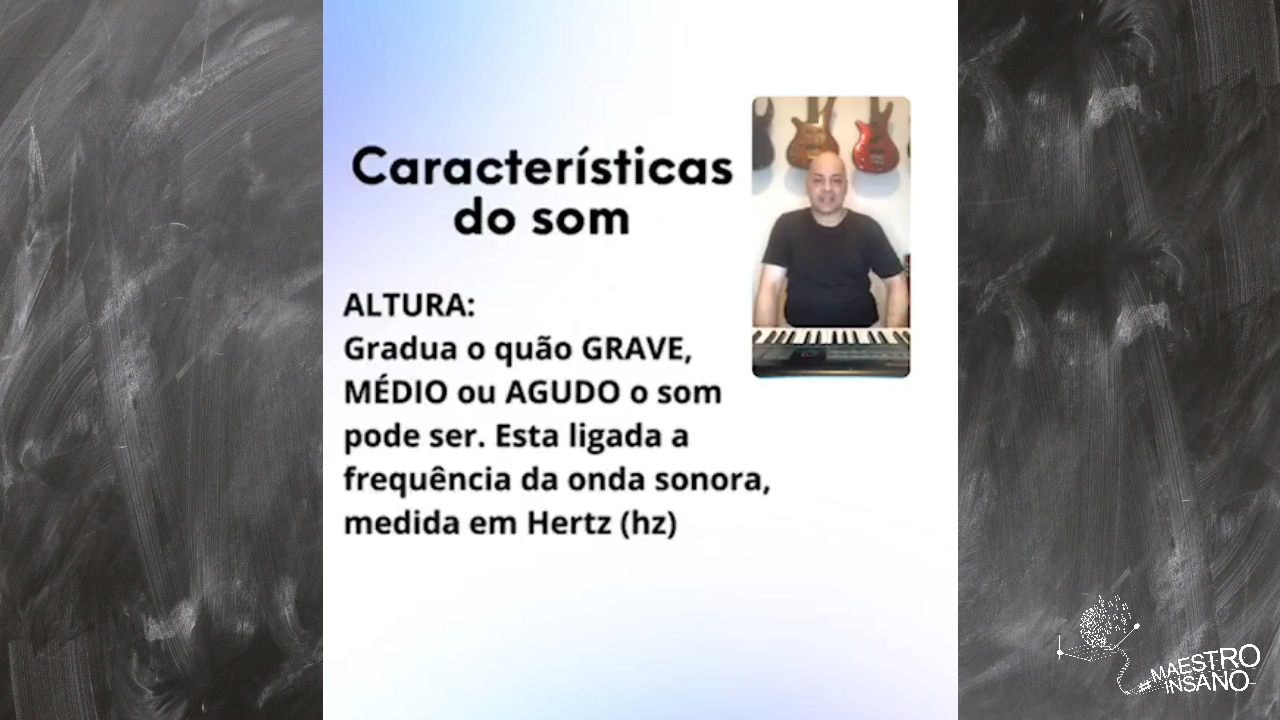 Características
do som
ALTURA:
Gradua o quão GRAVE,
MÉDIO ou AGUDO o som
pode ser. Esta ligada a
frequência da onda sonora,
medida em Hertz (hz)
#MAESTRO
INSANO